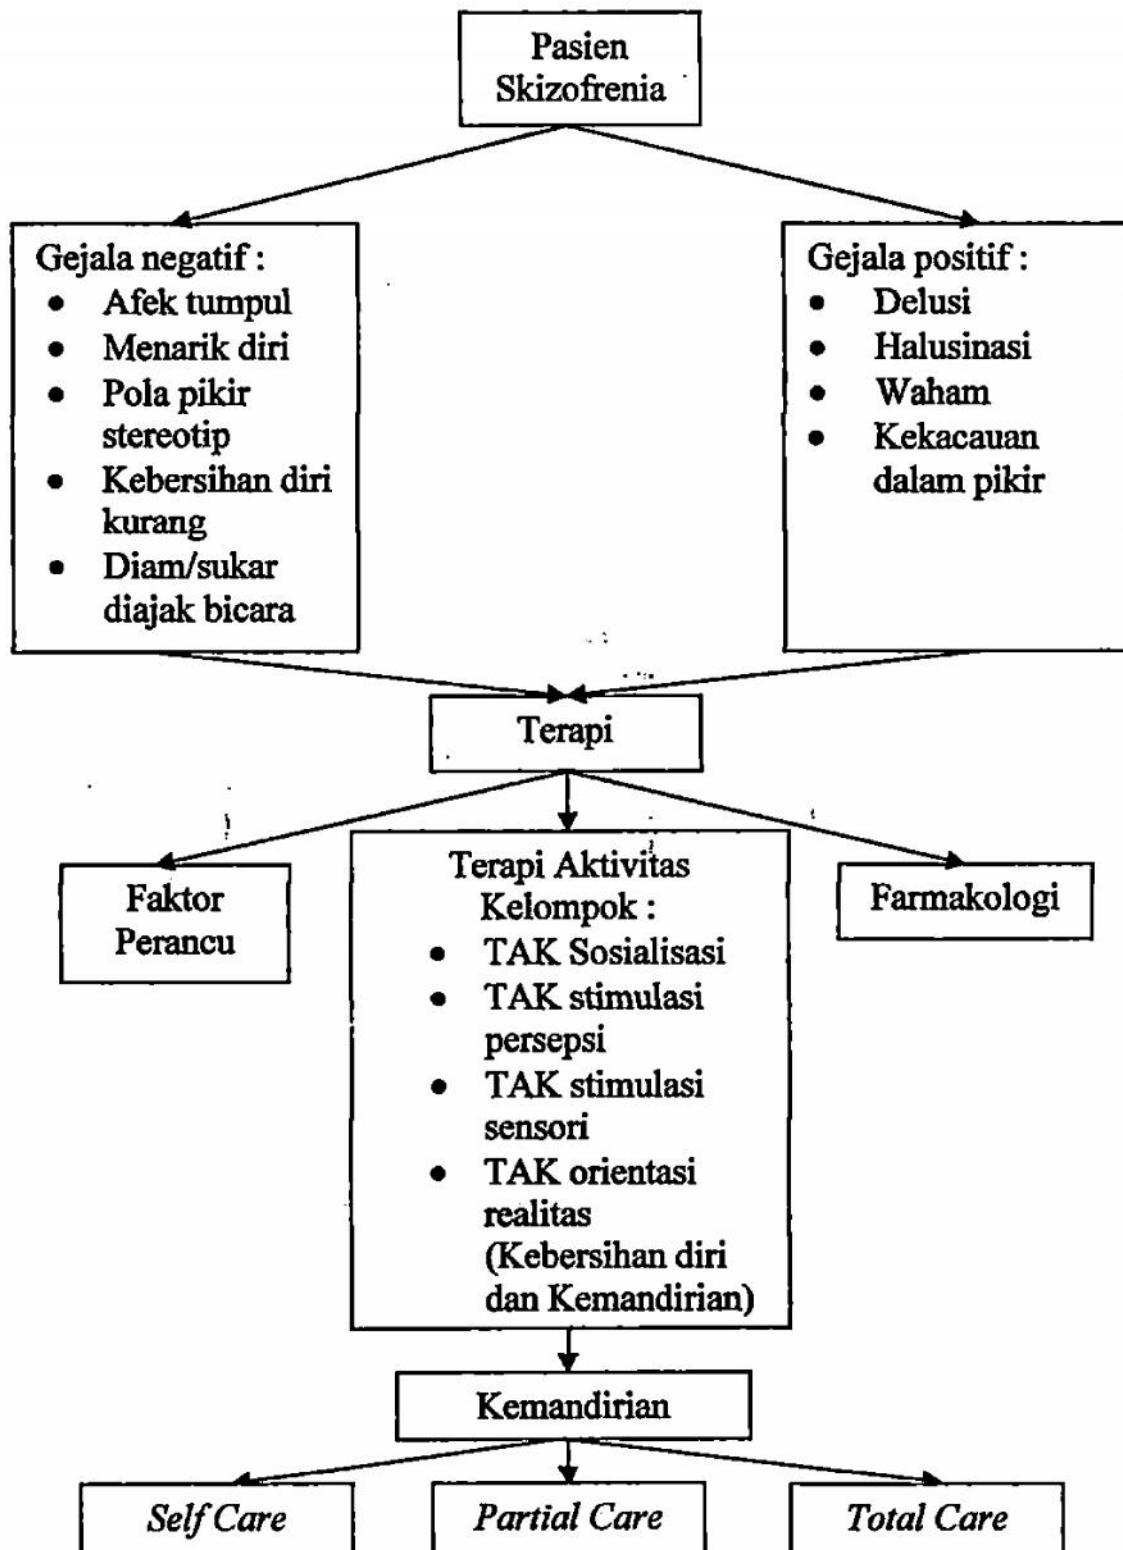 Pasien
Skizofrenia
Gejala negatif :
• Afek tumpul
• Menarik diri
• Pola pikir
stereotip
• Kebersihan diri
kurang
• Diam/sukar
diajak bicara
Gejala positif :
• Delusi
• Halusinasi
• Waham
• Kekacauan
dalam pikir
Terapi
Faktor
Perancu
Terapi Aktivitas
Kelompok :
• TAK Sosialisasi
• TAK stimulasi
persepsi
• TAK stimulasi
sensori
• TAK orientasi
realitas
(Kebersihan diri
dan Kemandirian)
Farmakologi
Kemandirian
Self Care
Partial Care
Total Care